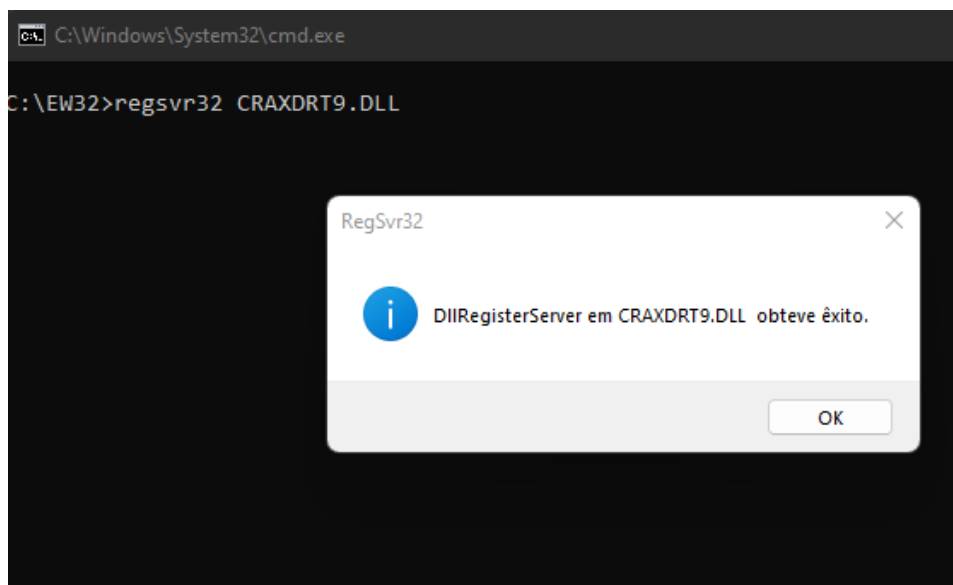 C:\Windows\System32\cmd.exe
C:\EW32>regsvr32 CRAXDRT9.DLL
RegSvr32
DllRegisterServer em CRAXDRT9.DLL obteve êxito.
OK